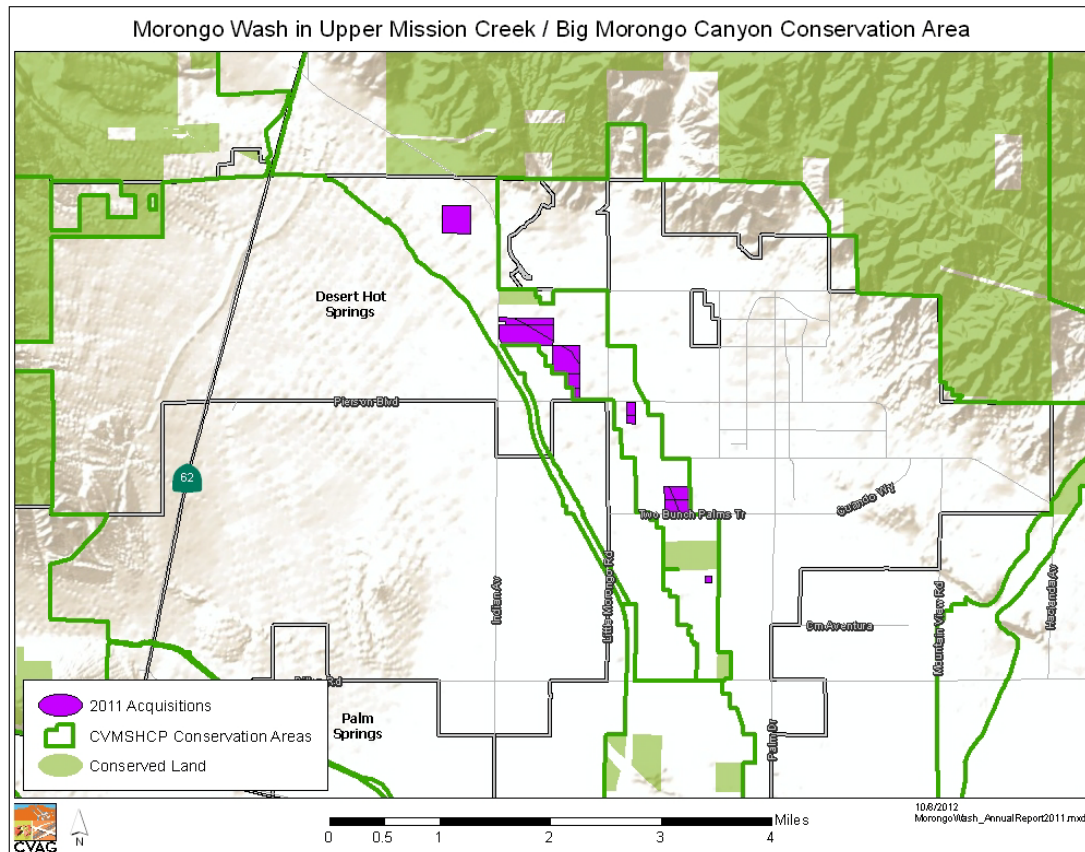 Morongo Wash in Upper Mission Creek / Big Morongo Canyon Conservation Area
Desert Hot
Springs
Pierson Blvd
62
Two Bunch Palms Tr
Indian Av
Little Morongo Rd
Cm Aventura
Mountain View Rd
Hacienda Av
Palm Dr
Rd
Palm
Springs
2011 Acquisitions
CVMSHCP Conservation Areas
Conserved Land
CVAG
N
0 0.5 1 2 3 4 Miles
10/8/2012
MorongoWash_AnnualReport2011.mxd